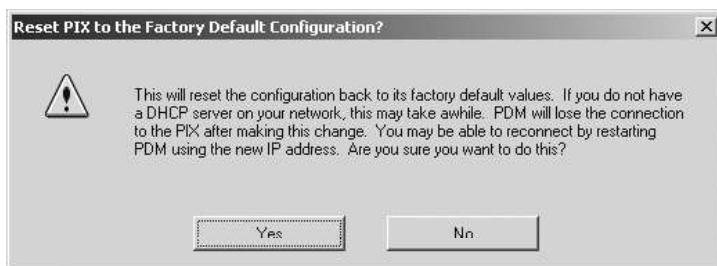 Reset PIX to the Factory Default Configuration?
This will reset the configuration back to its factory default values. If you do not have
a DHCP server on your network, this may take awhile. PDM will lose the connection
to the PIX after making this change. You may be able to reconnect by restarting
PDM using the new IP address. Are you sure you want to do this?
Yes
No